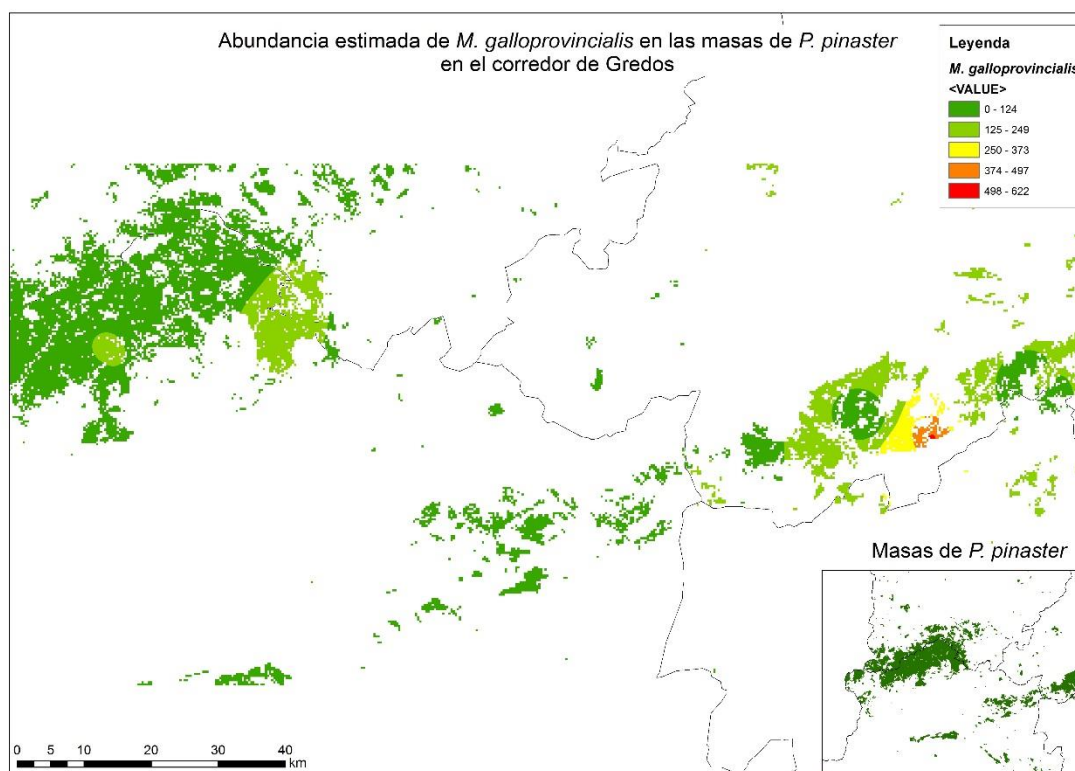 Abundancia estimada de M. galloprovincialis en las masas de P. pinaster
en el corredor de Gredos
Leyenda
M. galloprovincialis
<VALUE>
0 - 124
125 - 249
250 - 373
374 - 497
498 - 622
Masas de P. pinaster
0 5 10 20 30 40
km